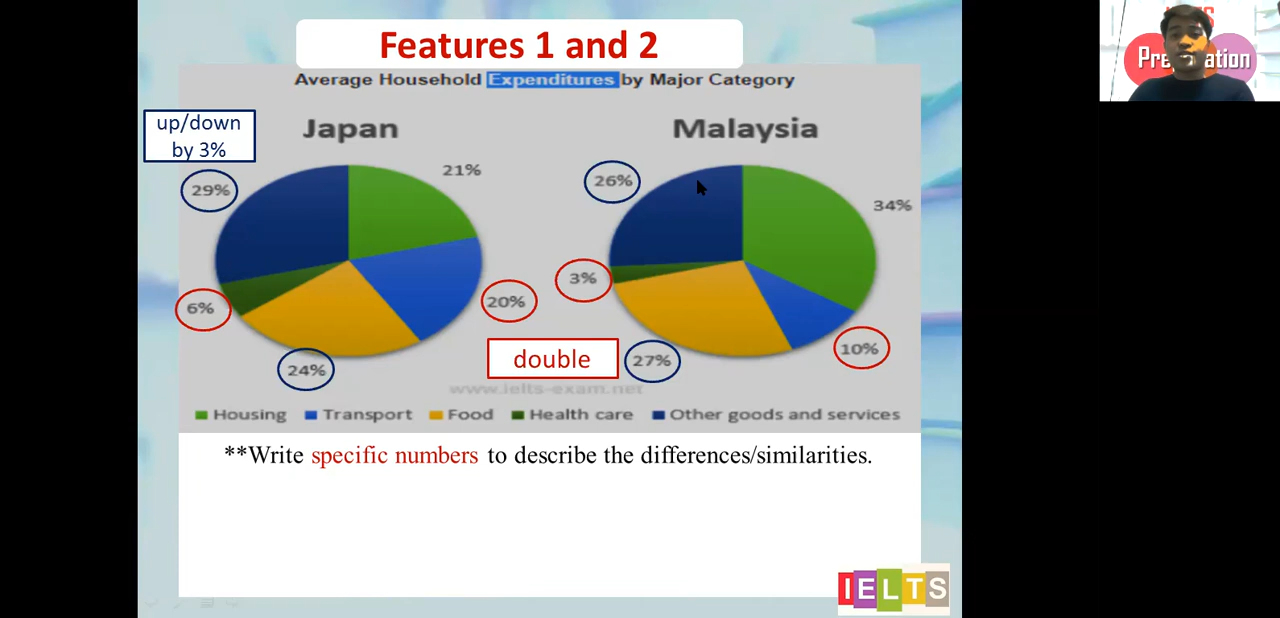 Features 1 and 2
Average Household Expenditures by Major Category
up/down
by 3%
Japan
Malaysia
29%
21%
26%
34%
6%
20%
3%
10%
24%
double
27%
www.ielts-exam.net
Housing Transport Food Health care Other goods and services
**Write specific numbers to describe the differences/similarities.
IELTS
IELTS